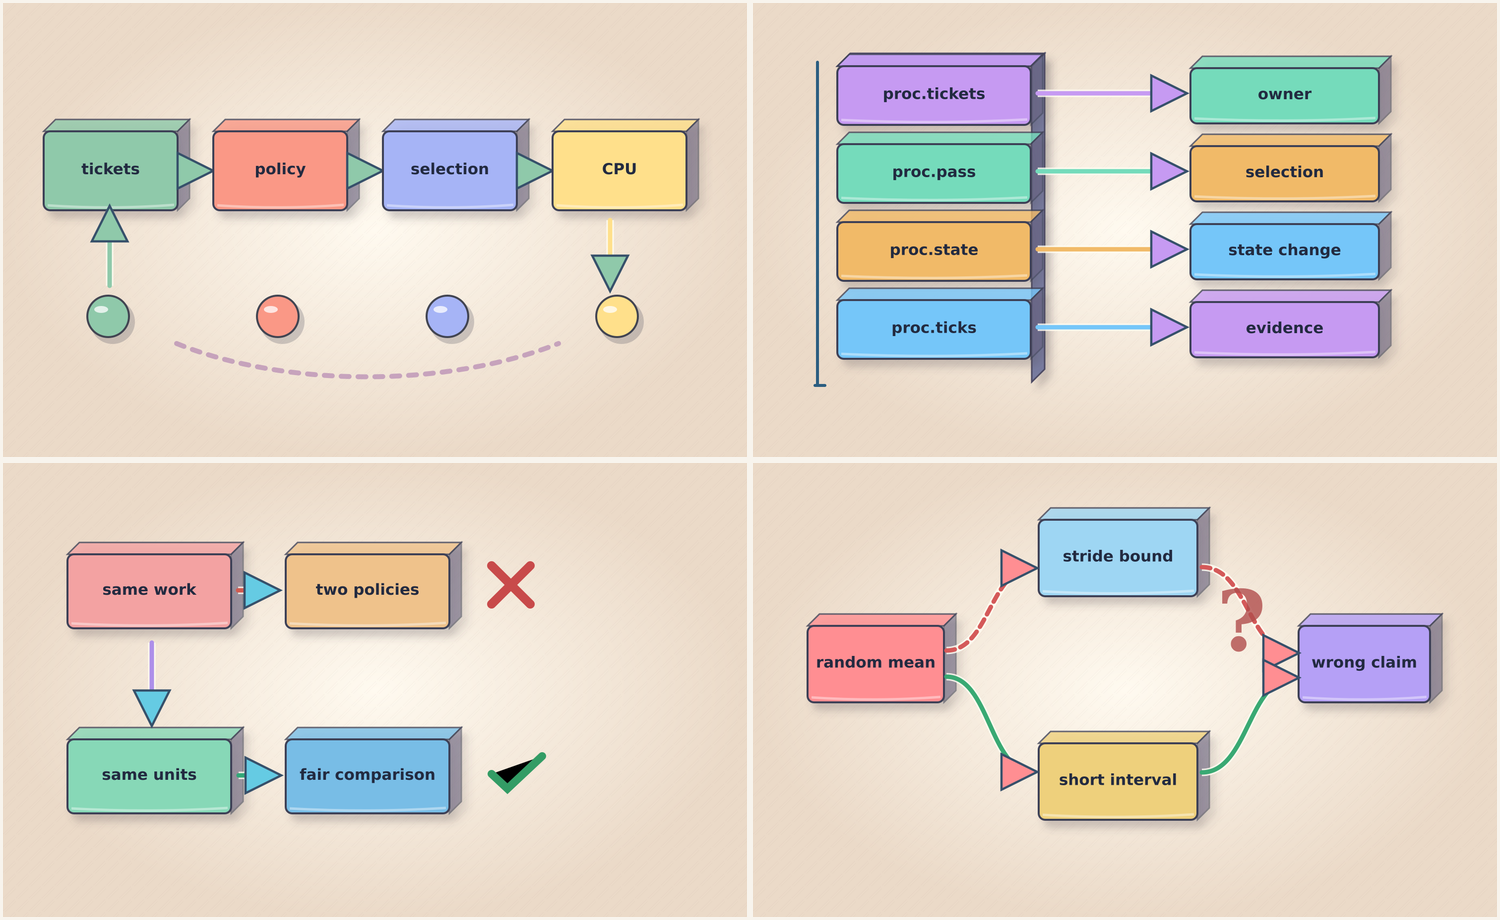 tickets
policy
selection
CPU
proc.tickets
owner
proc.pass
selection
proc.state
state change
proc.ticks
evidence
same work
two policies
same units
fair comparison
stride bound
?
random mean
wrong claim
short interval